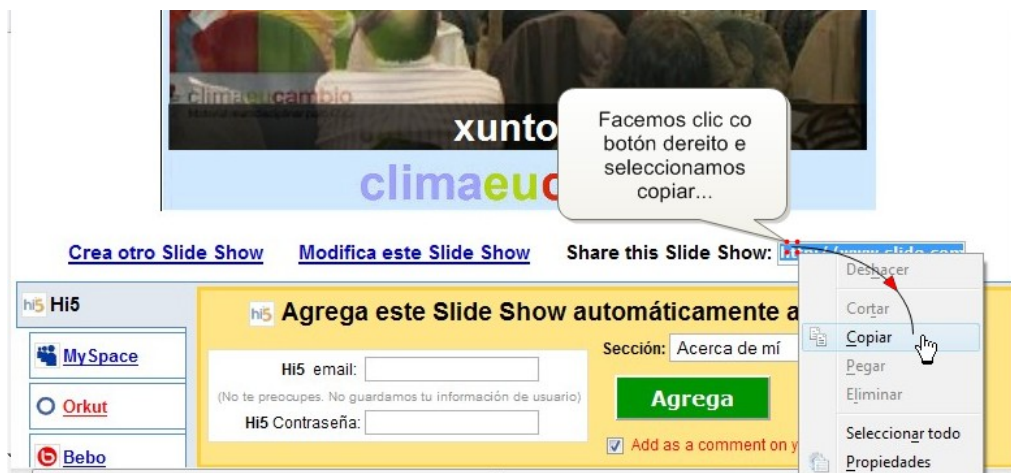 climaeucambio
xunto
climaeuc
Facemos clic co
botón dereito e
seleccionamos
copiar...
Crea otro Slide Show
Modifica este Slide Show
Share this Slide Show:
Deshacer
Cortar
Copiar
Pegar
Eliminar
Seleccionar todo
Propiedades
Hi5
MySpace
Orkut
Bebo
hi5 Agrega este Slide Show automáticamente a
Hi5 email:
(No te preocupes. No guardamos tu información de usuario)
Hi5 Contraseña:
Sección: Acerca de mí
Agrega
Add as a comment on y